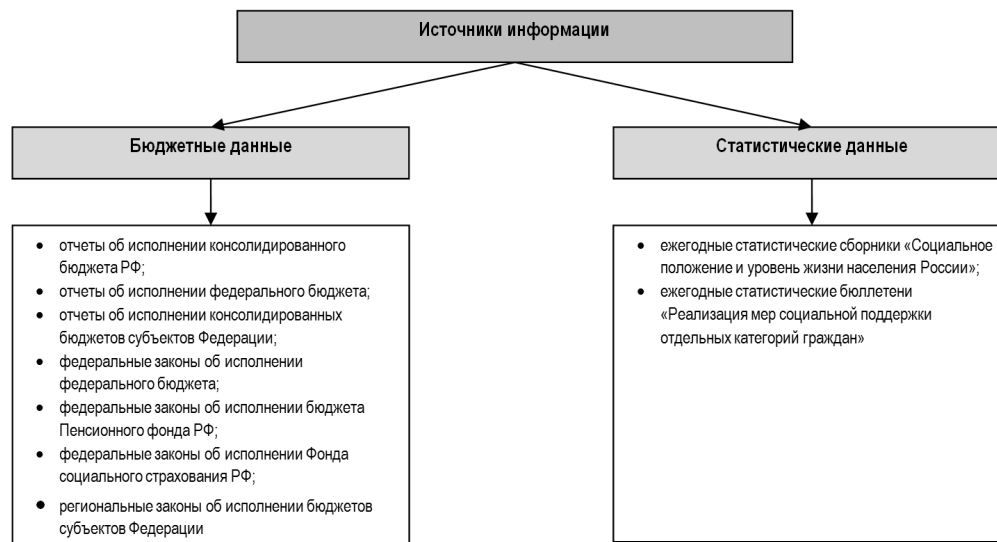 Источники информации
Бюджетные данные
• отчеты об исполнении консолидированного
бюджета РФ;
• отчеты об исполнении федерального бюджета;
• отчеты об исполнении консолидированных
бюджетов субъектов Федерации;
• федеральные законы об исполнении
федерального бюджета;
• федеральные законы об исполнении бюджета
Пенсионного фонда РФ;
• федеральные законы об исполнении Фонда
социального страхования РФ;
• региональные законы об исполнении бюджетов
субъектов Федерации
Статистические данные
• ежегодные статистические сборники «Социальное
положение и уровень жизни населения России»;
• ежегодные статистические бюллетени
«Реализация мер социальной поддержки
отдельных категорий граждан»